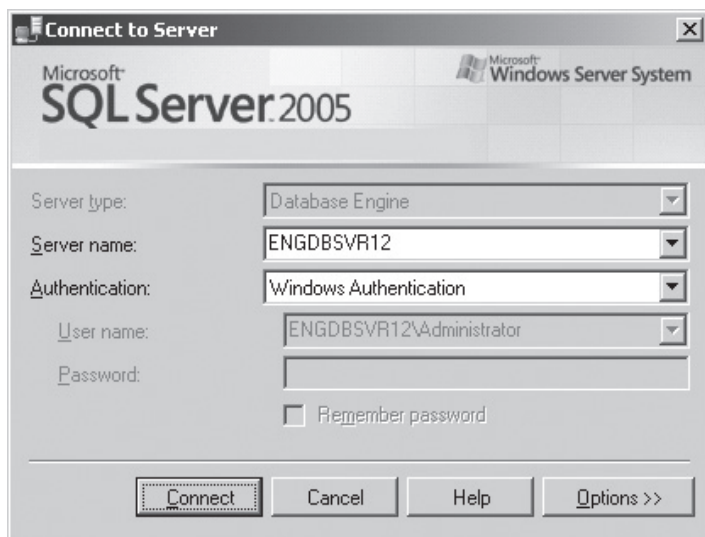 Connect to Server
Microsoft
SQL Server 2005
Microsoft
Windows Server System
Server type: Database Engine
Server name: ENGDBSVR12
Authentication: Windows Authentication
User name: ENGDBSVR12\Administrator
Password:
Remember password
Connect Cancel Help Options >>